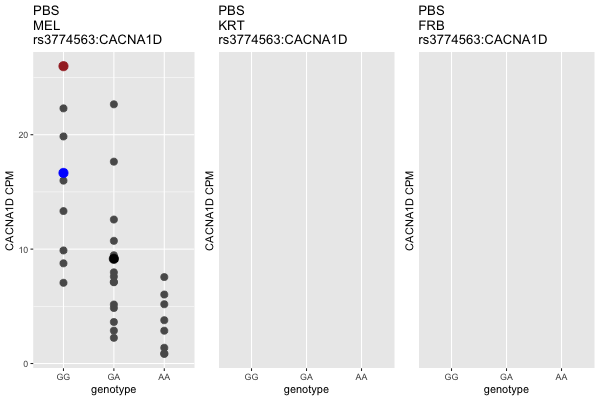 PBS
MEL
rs3774563:CACNA1D
CACNA1D CPM
20
10
0
GG
GA
AA
genotype
PBS
KRT
rs3774563:CACNA1D
CACNA1D CPM
GG
GA
AA
genotype
PBS
FRB
rs3774563:CACNA1D
CACNA1D CPM
GG
GA
AA
genotype